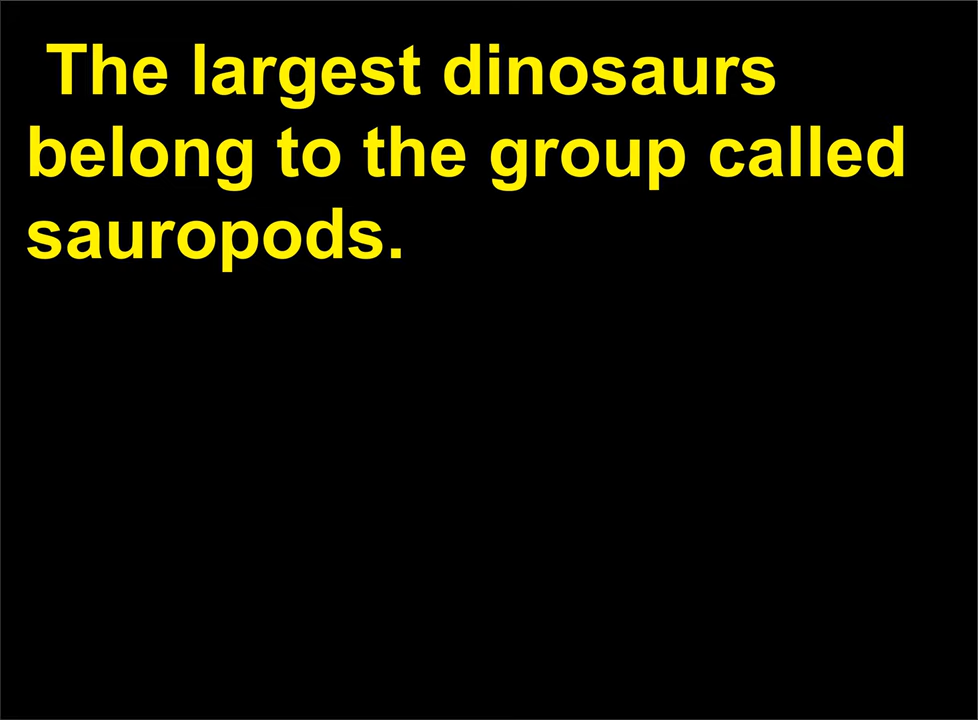 The largest dinosaurs
belong to the group called
sauropods.